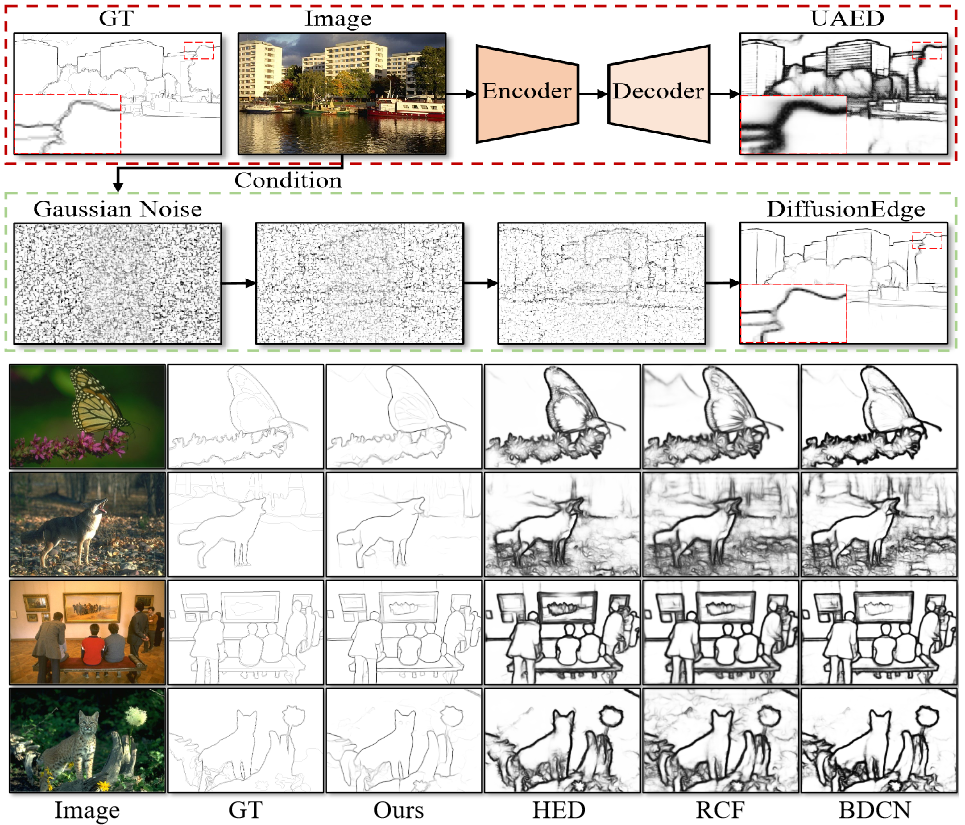 GT
Image
UAED
Encoder
Decoder
Condition
Gaussian Noise
DiffusionEdge
Image
GT
Ours
HED
RCF
BDCN